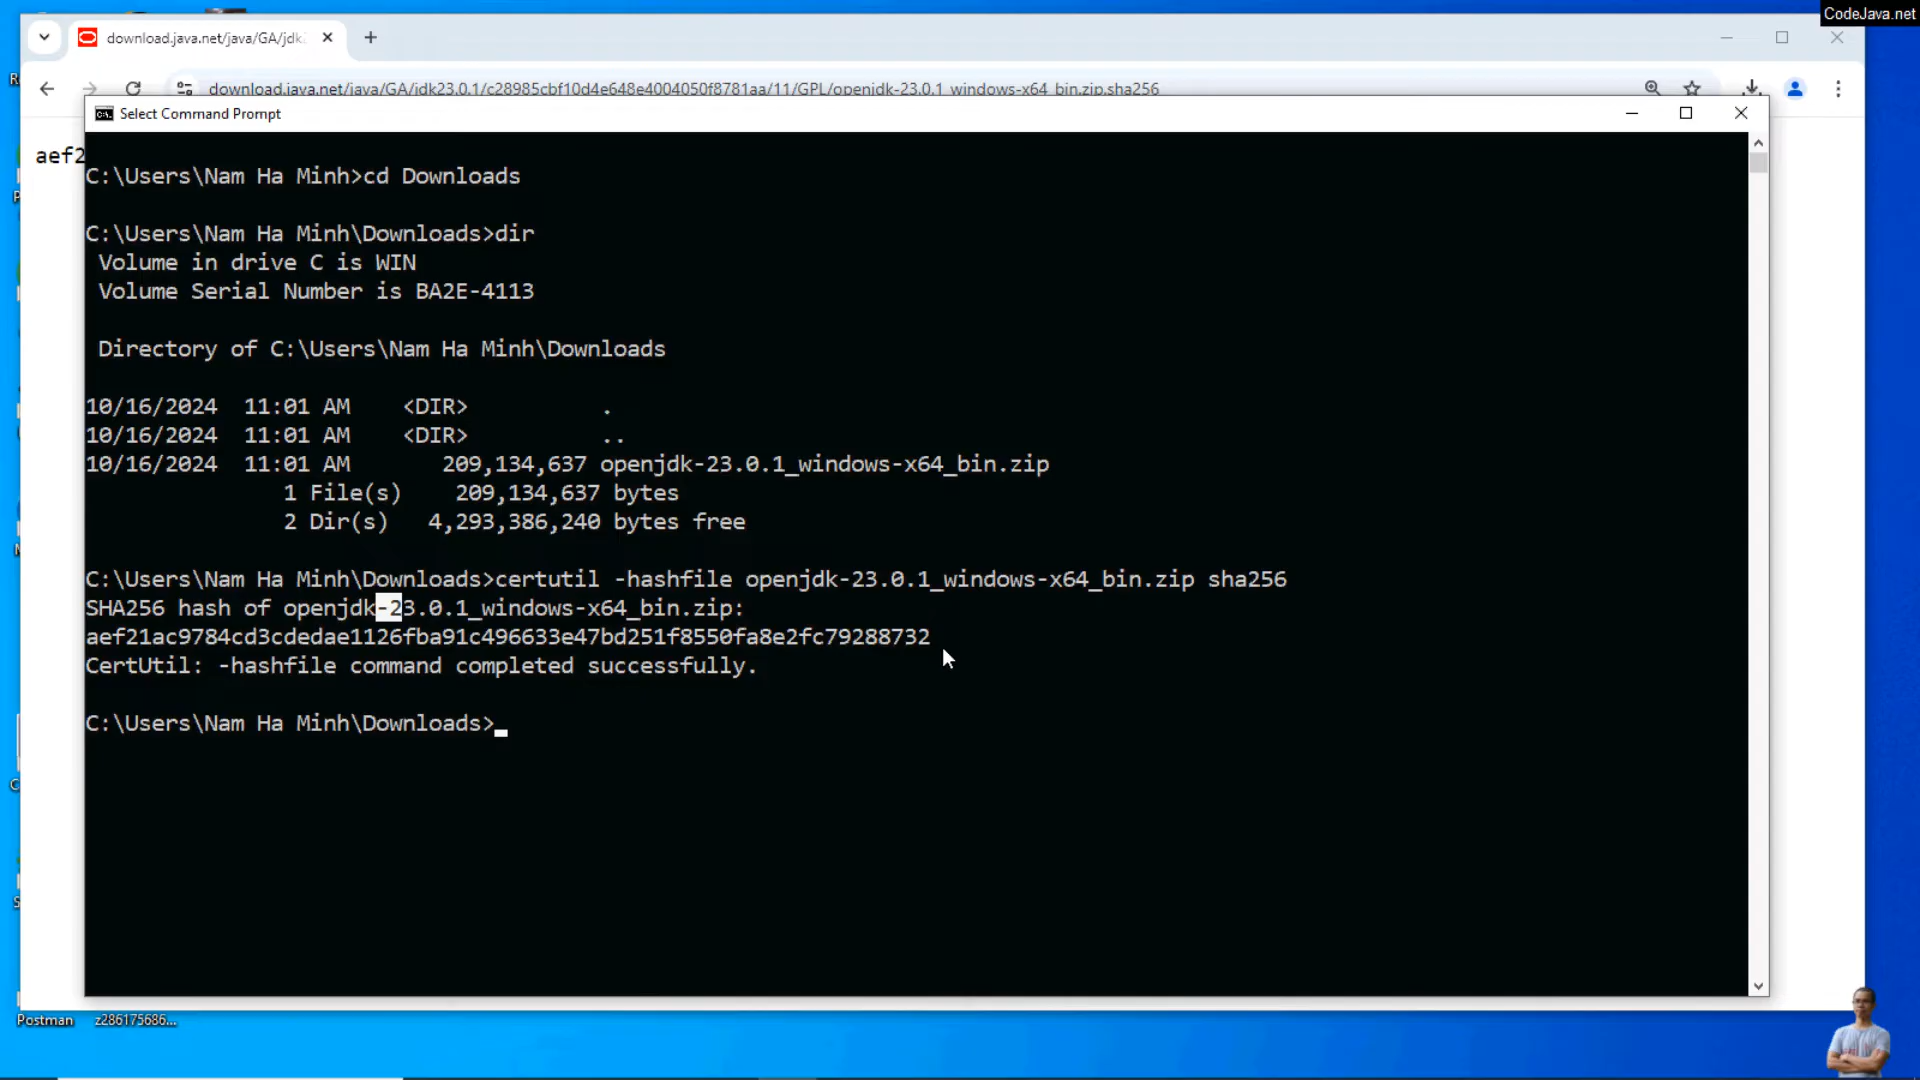 CodeJava.net
download.java.net/java/GA/jdk
download.java.net/java/GA/jdk23.0.1/c28985cbf10d4e648e4004050f8781aa/11/GPL/openjdk-23.0.1_windows-x64_bin.zip.sha256
Select Command Prompt
aef2
C:\Users\Nam Ha Minh>cd Downloads
C:\Users\Nam Ha Minh\Downloads>dir
Volume in drive C is WIN
Volume Serial Number is BA2E-4113
Directory of C:\Users\Nam Ha Minh\Downloads
10/16/2024 11:01 AM <DIR> .
10/16/2024 11:01 AM <DIR> ..
10/16/2024 11:01 AM 209,134,637 openjdk-23.0.1_windows-x64_bin.zip
1 File(s) 209,134,637 bytes
2 Dir(s) 4,293,386,240 bytes free
C:\Users\Nam Ha Minh\Downloads>certutil -hashfile openjdk-23.0.1_windows-x64_bin.zip sha256
SHA256 hash of openjdk-23.0.1_windows-x64_bin.zip:
aef21ac9784cd3cdedae1126fba91c496633e47bd251f8550fa8e2fc79288732
CertUtil: -hashfile command completed successfully.
C:\Users\Nam Ha Minh\Downloads>
Postman z286175686...